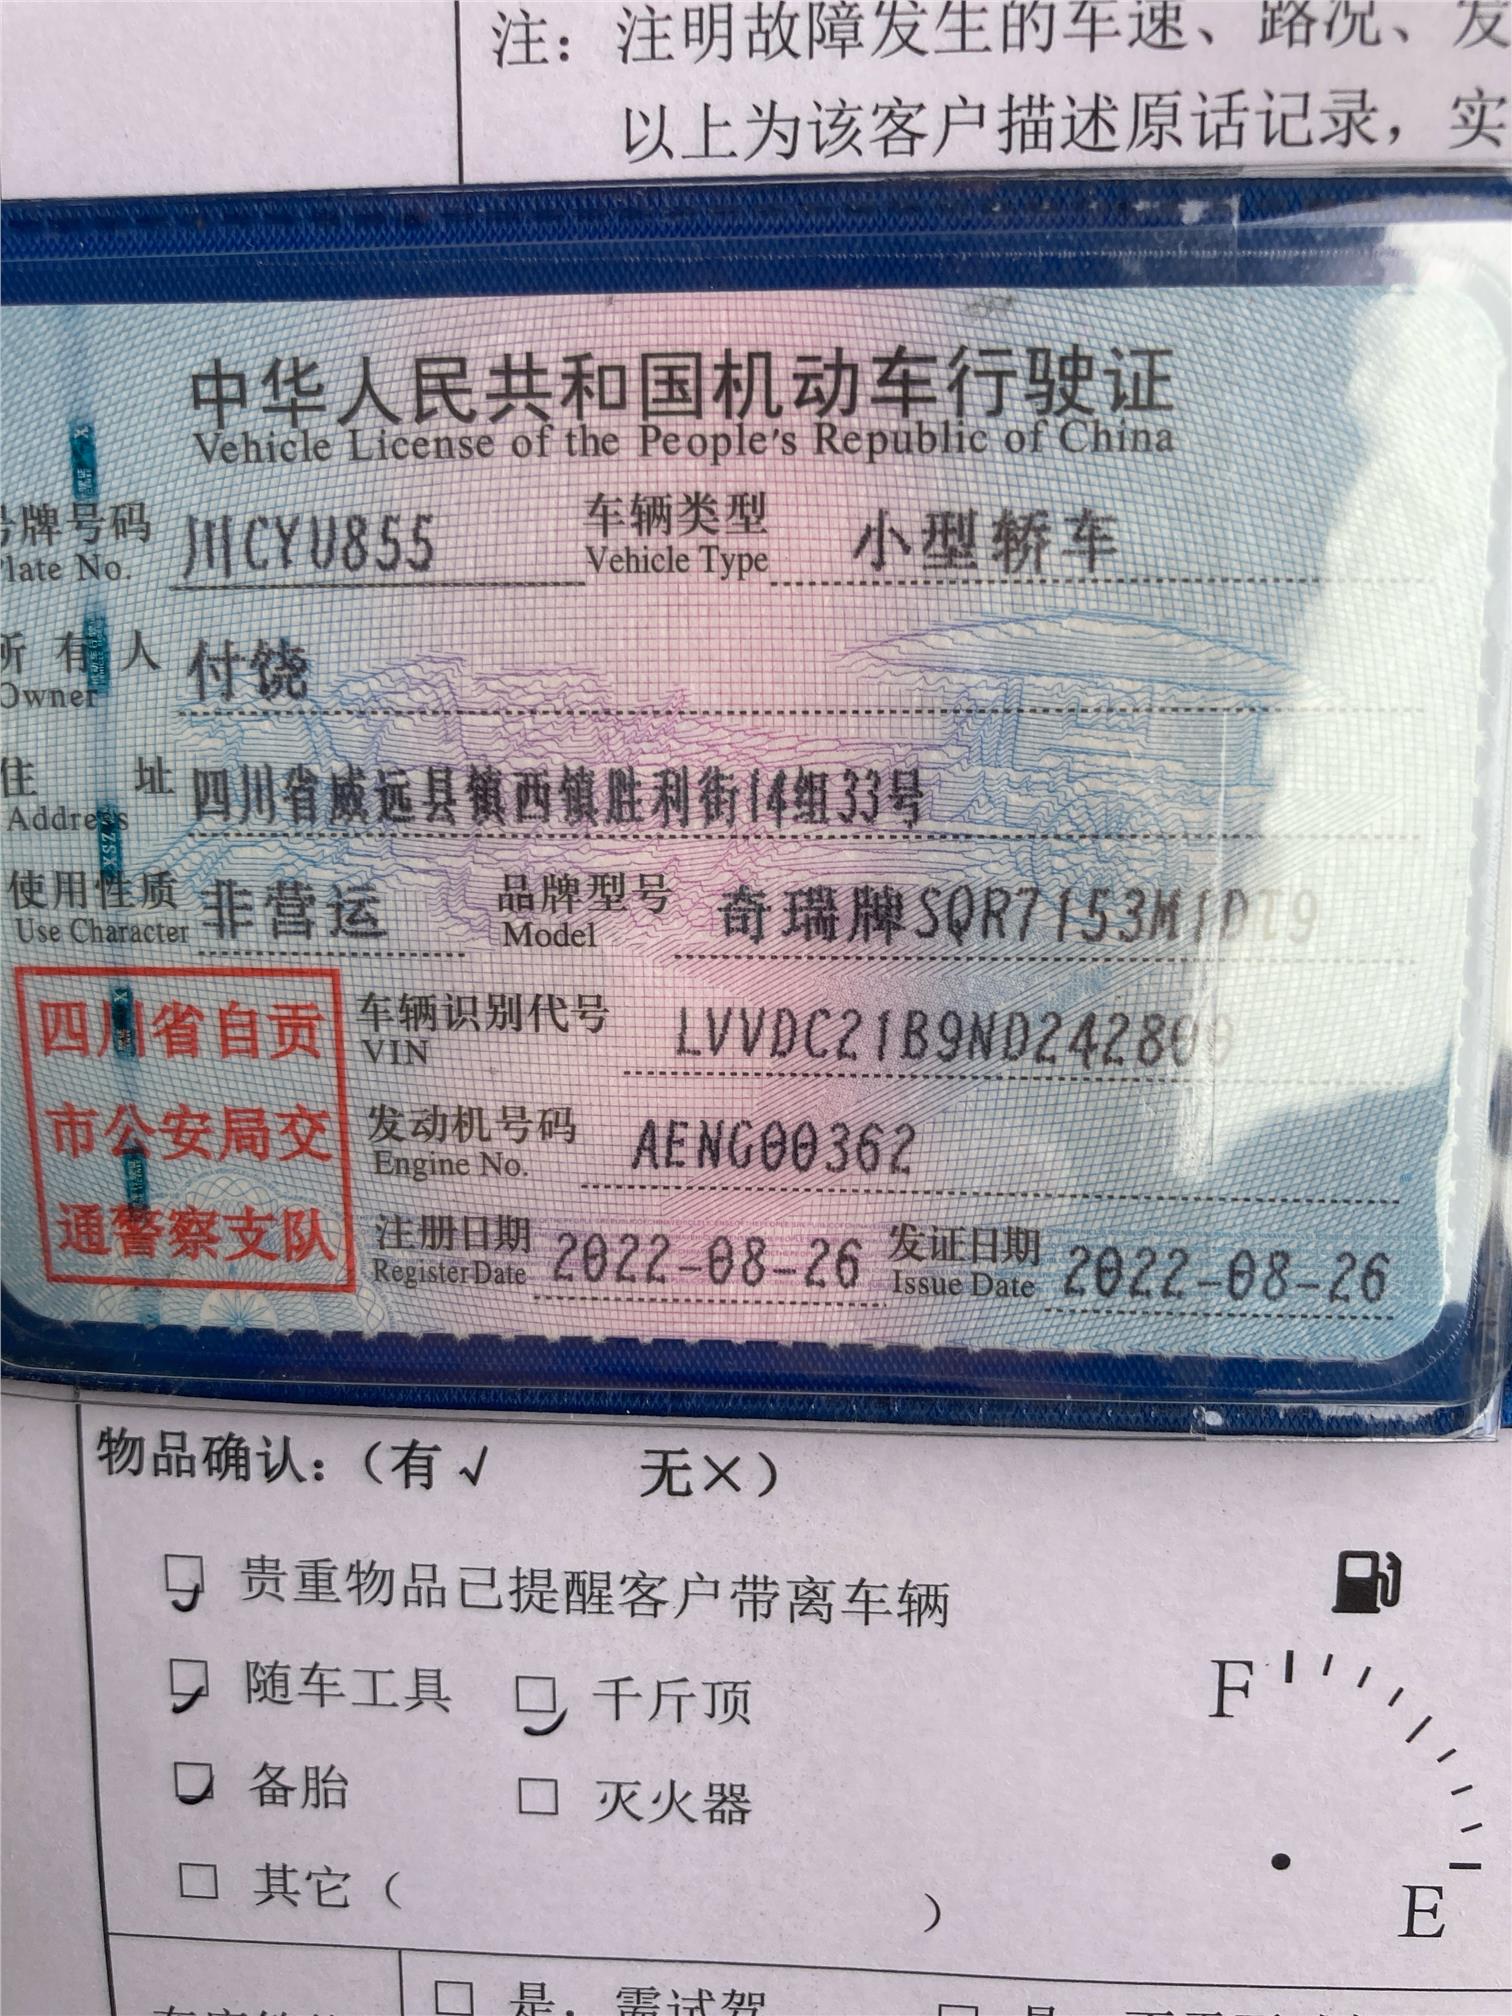 注：注明故障发生的车速、路况、发
以上为该客户描述原话记录，实
中华人民共和国机动车行驶证
Vehicle License of the People's Republic of China
号牌号码 川CYU855 车辆类型 小型轿车
Plate No. Vehicle Type
所有人 付饶
Owner
住址 四川省威远县镇西镇胜利街14组33号
Address
使用性质 非营运 品牌型号 奇瑞牌SQR7153M1DT9
Use Character Model
四川省自贡
市公安局交
通警察支队
车辆识别代号 LVVDC21B9ND242800
VIN
发动机号码 AENG00362
Engine No.
注册日期 2022-08-26 发证日期 2022-08-26
Register Date Issue Date
物品确认：（有√ 无×）
□ 贵重物品已提醒客户带离车辆
□ 随车工具 □ 千斤顶
□ 备胎 □ 灭火器
□ 其它（ ）
F
E
□ 是，需试驾